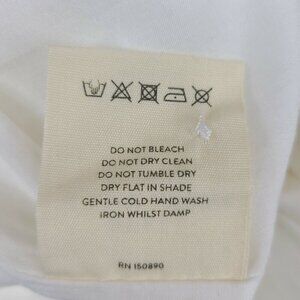 DO NOT BLEACH
DO NOT DRY CLEAN
DO NOT TUMBLE DRY
DRY FLAT IN SHADE
GENTLE COLD HAND WASH
IRON WHILST DAMP
RN 150890